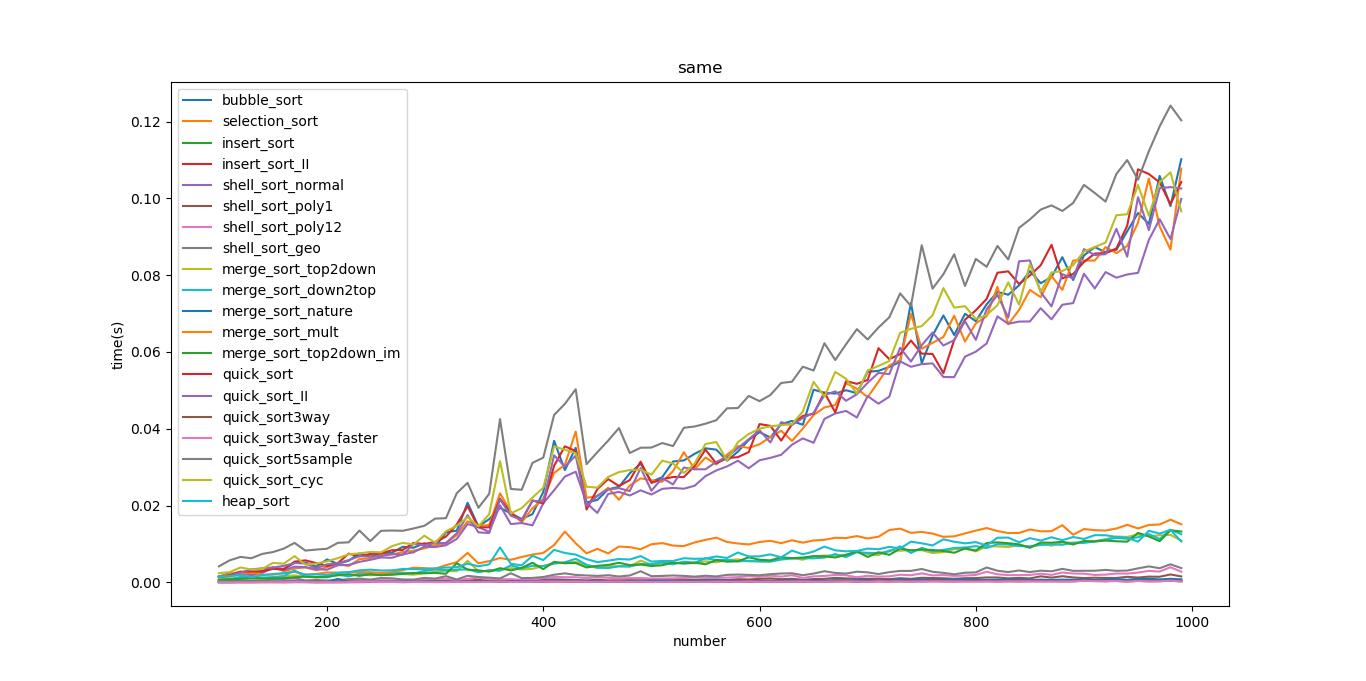 same
bubble_sort
selection_sort
insert_sort
insert_sort_II
shell_sort_normal
shell_sort_poly1
shell_sort_poly12
shell_sort_geo
merge_sort_top2down
merge_sort_down2top
merge_sort_nature
merge_sort_mult
merge_sort_top2down_im
quick_sort
quick_sort_II
quick_sort3way
quick_sort3way_faster
quick_sort5sample
quick_sort_cyc
heap_sort
0.12
0.10
0.08
0.06
0.04
0.02
0.00
time(s)
200 400 600 800 1000
number